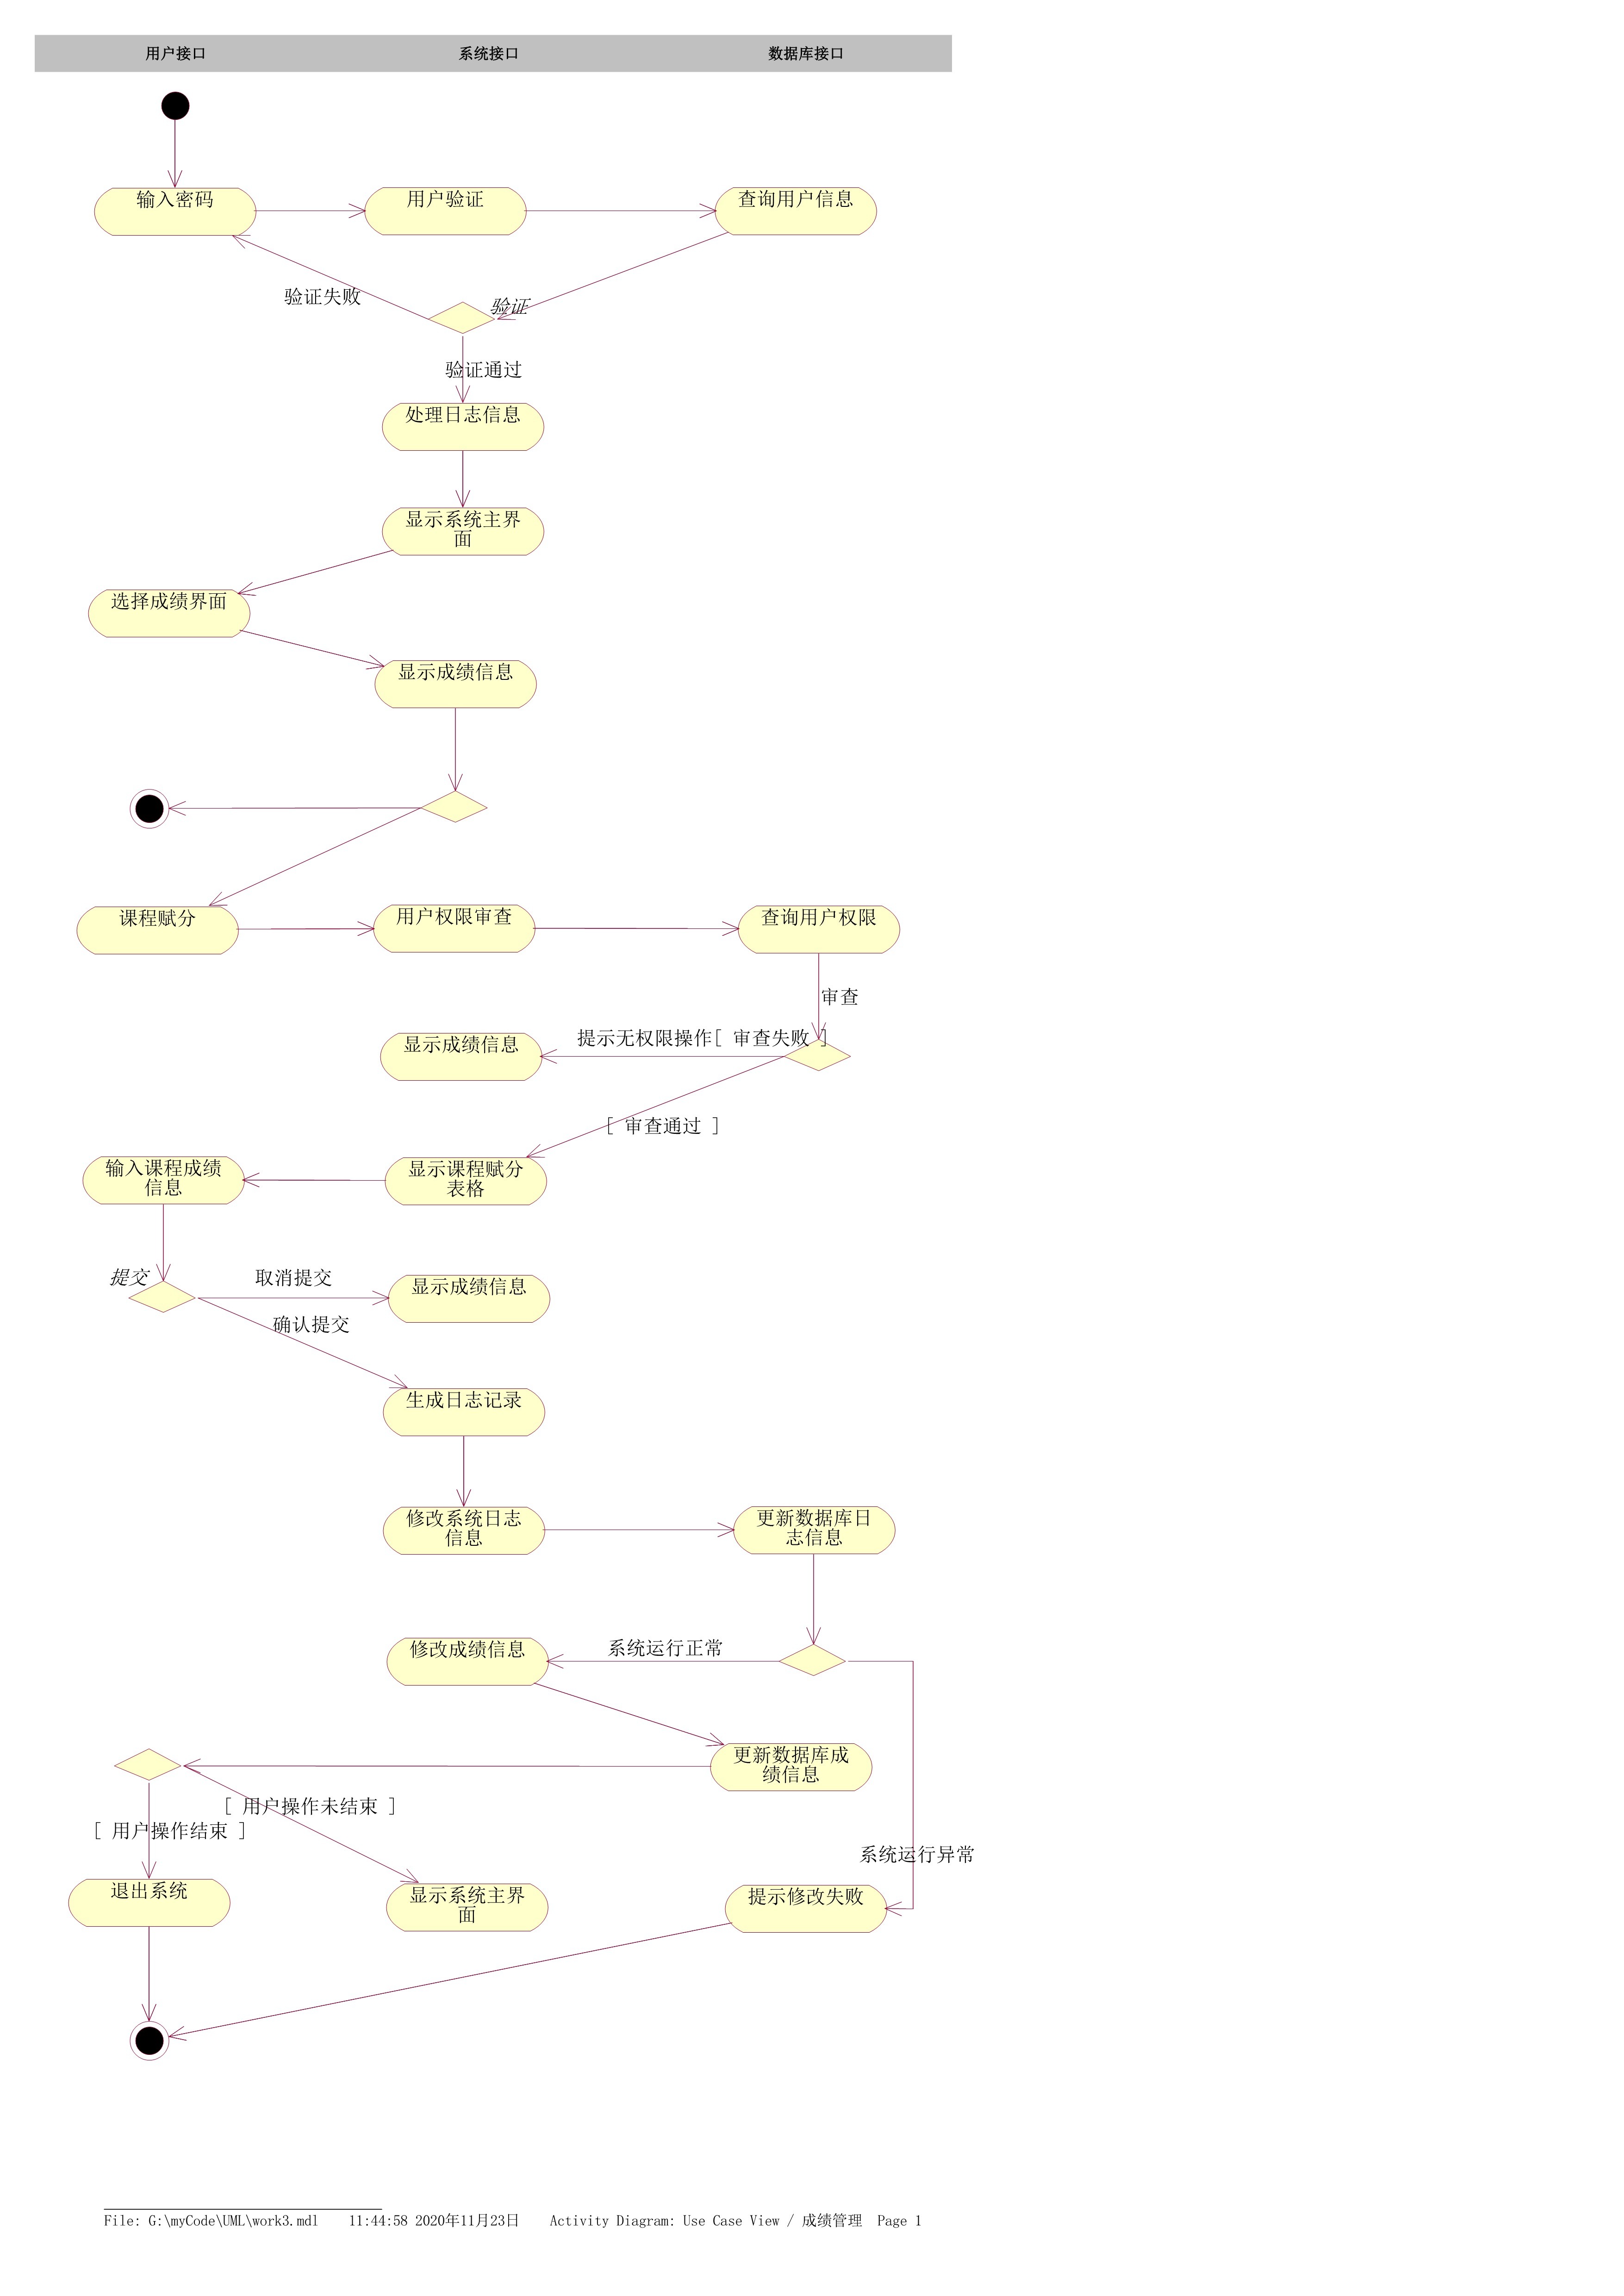 用户接口 系统接口 数据库接口
输入密码 用户验证 查询用户信息
验证失败
验证
验证通过
处理日志信息
显示系统主界
面
选择成绩界面
显示成绩信息
课程赋分 用户权限审查 查询用户权限
审查
提示无权限操作[ 审查失败 ]
显示成绩信息
[ 审查通过 ]
输入课程成绩
信息
显示课程赋分
表格
提交
取消提交
显示成绩信息
确认提交
生成日志记录
修改系统日志
信息
更新数据库日
志信息
修改成绩信息
系统运行正常
更新数据库成
绩信息
[ 用户操作未结束 ]
[ 用户操作结束 ]
系统运行异常
退出系统
显示系统主界
面
提示修改失败
File: G:\myCode\UML\work3.mdl 11:44:58 2020年11月23日 Activity Diagram: Use Case View / 成绩管理 Page 1